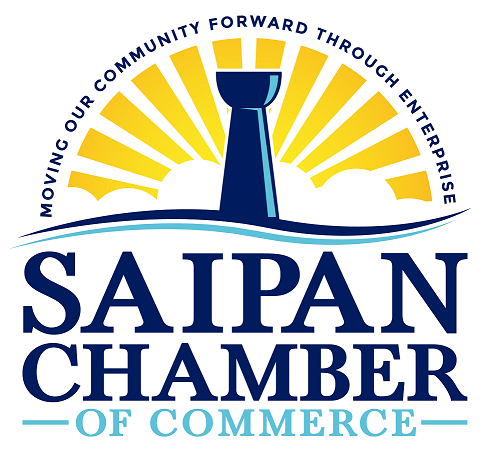 MOVING OUR COMMUNITY FORWARD THROUGH ENTERPRISE
SAIPAN
CHAMBER
OF COMMERCE